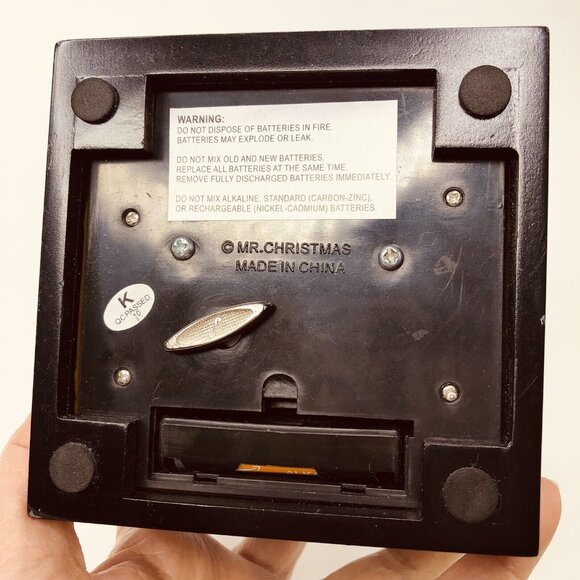 WARNING:
DO NOT DISPOSE OF BATTERIES IN FIRE.
BATTERIES MAY EXPLODE OR LEAK.
DO NOT MIX OLD AND NEW BATTERIES.
REPLACE ALL BATTERIES AT THE SAME TIME.
REMOVE FULLY DISCHARGED BATTERIES IMMEDIATELY.
DO NOT MIX ALKALINE, STANDARD (CARBON-ZINC),
OR RECHARGEABLE (NICKEL-CADMIUM) BATTERIES.
© MR.CHRISTMAS
MADE IN CHINA
K
QC PASSED
10